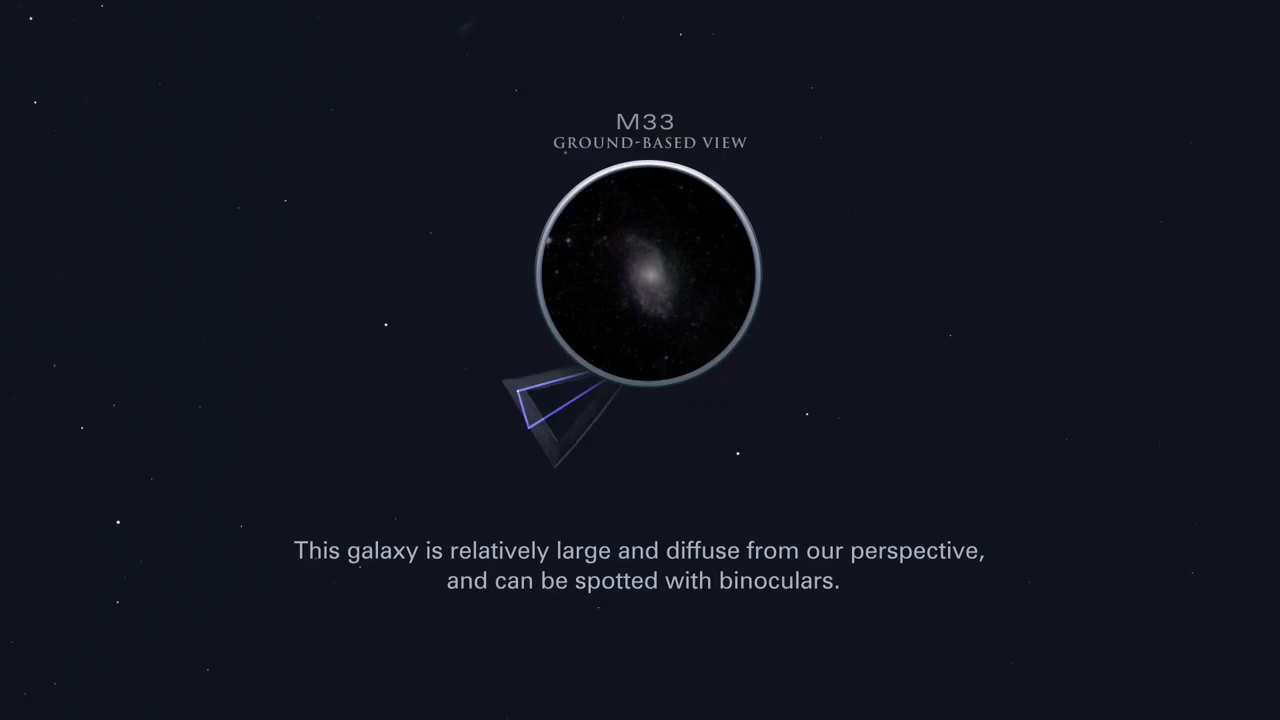 M33
GROUND-BASED VIEW
This galaxy is relatively large and diffuse from our perspective,
and can be spotted with binoculars.